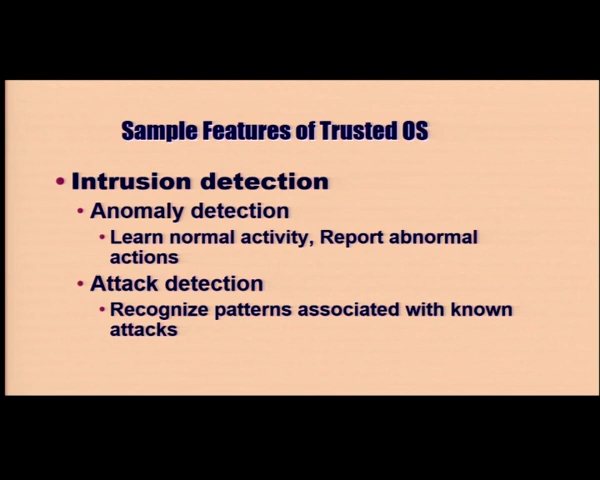 Sample Features of Trusted OS
• Intrusion detection
• Anomaly detection
• Learn normal activity, Report abnormal
actions
• Attack detection
• Recognize patterns associated with known
attacks